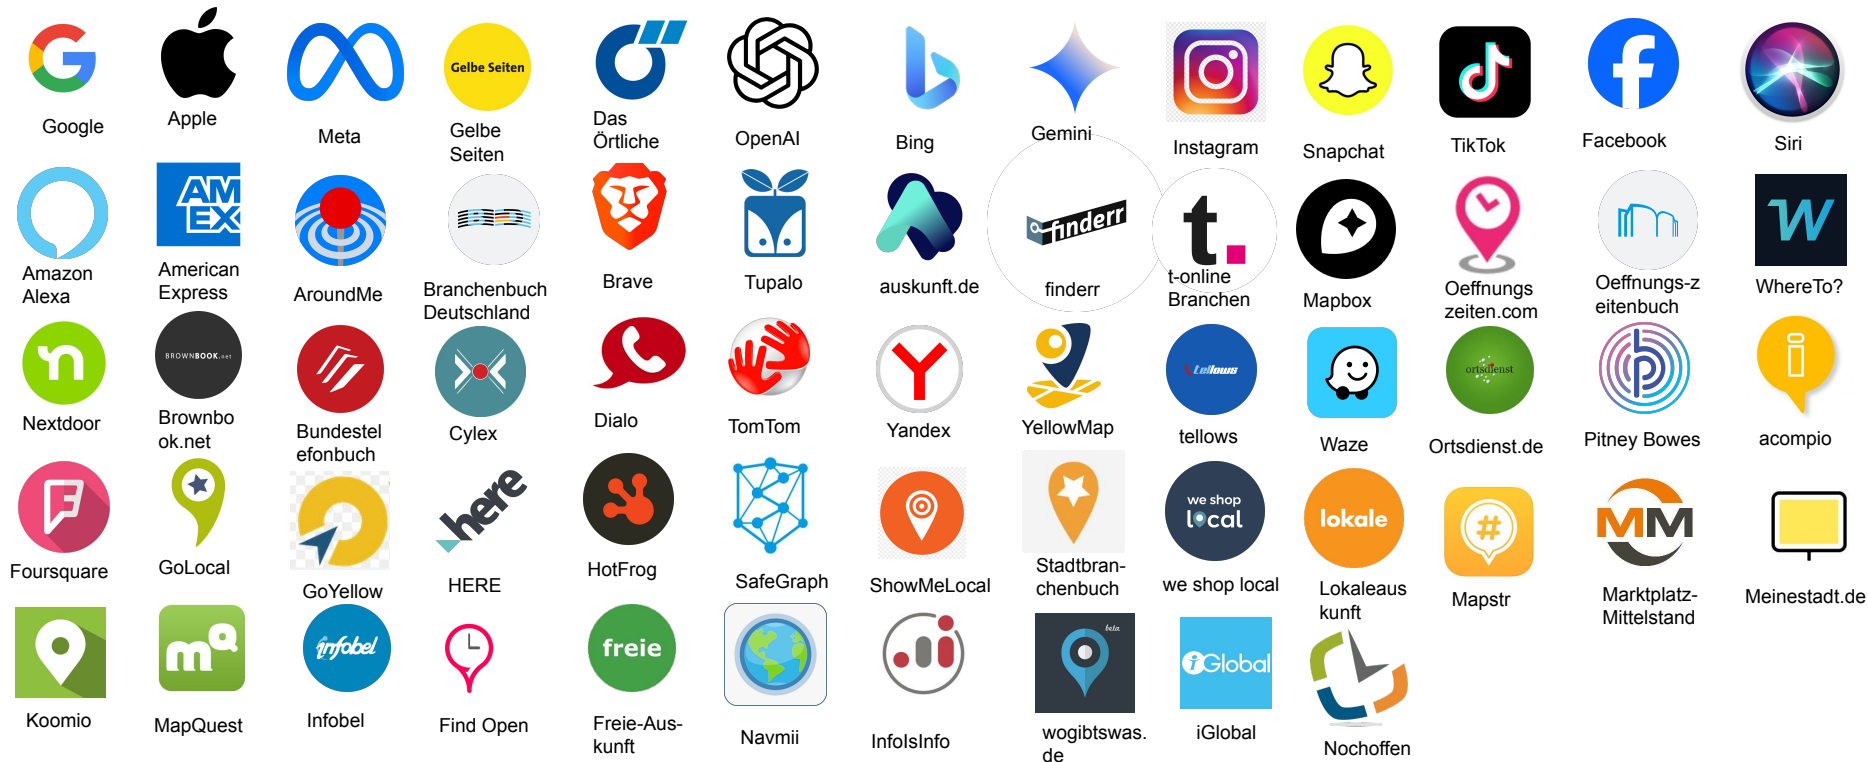 Gelbe Seiten
Google
Apple
Meta
Gelbe
Seiten
Das
Örtliche
OpenAI
Bing
Gemini
Instagram
Snapchat
TikTok
Facebook
Siri
AM
EX
BD
finderr
t.
W
Amazon
Alexa
American
Express
AroundMe
Branchenbuch
Deutschland
Brave
Tupalo
auskunft.de
finderr
t-online
Branchen
Mapbox
Oeffnungs
zeiten.com
Oeffnungs-z
eitenbuch
WhereTo?
n
BROWNBOOK.net
Y
tellows
ortsdienst
i
Nextdoor
Brownbo
ok.net
Bundestel
efonbuch
Cylex
Dialo
TomTom
Yandex
YellowMap
tellows
Waze
Ortsdienst.de
Pitney Bowes
acompio
here
we shop
local
lokale
#
MM
Foursquare
GoLocal
GoYellow
HERE
HotFrog
SafeGraph
ShowMeLocal
Stadtbran-
chenbuch
we shop local
Lokaleaus
kunft
Mapstr
Marktplatz-
Mittelstand
Meinestadt.de
mQ
infobel
freie
beta
iGlobal
Koomio
MapQuest
Infobel
Find Open
Freie-Aus-
kunft
Navmii
InfoIsInfo
wogibtswas.
de
iGlobal
Nochoffen